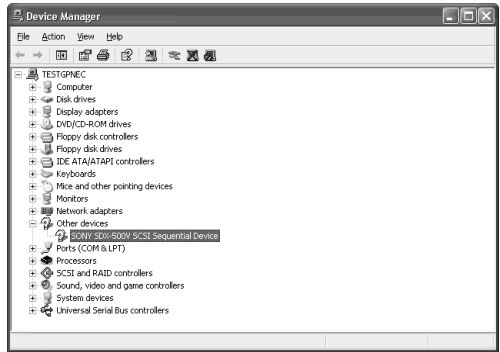 Device Manager
File Action View Help
TESTGPNEC
Computer
Disk drives
Display adapters
DVD/CD-ROM drives
Floppy disk controllers
Floppy disk drives
IDE ATA/ATAPI controllers
Keyboards
Mice and other pointing devices
Monitors
Network adapters
Other devices
SONY SDX-500V SCSI Sequential Device
Ports (COM & LPT)
Processors
SCSI and RAID controllers
Sound, video and game controllers
System devices
Universal Serial Bus controllers